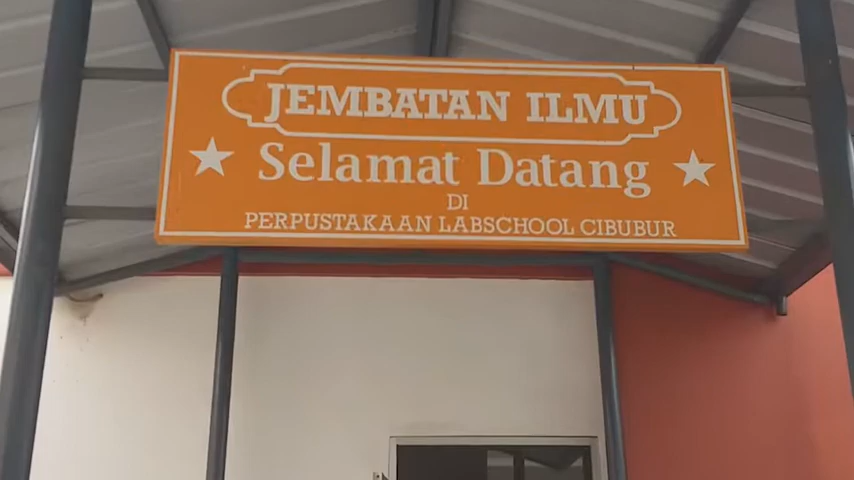 JEMBATAN ILMU
Selamat Datang
DI
PERPUSTAKAAN LABSCHOOL CIBUBUR